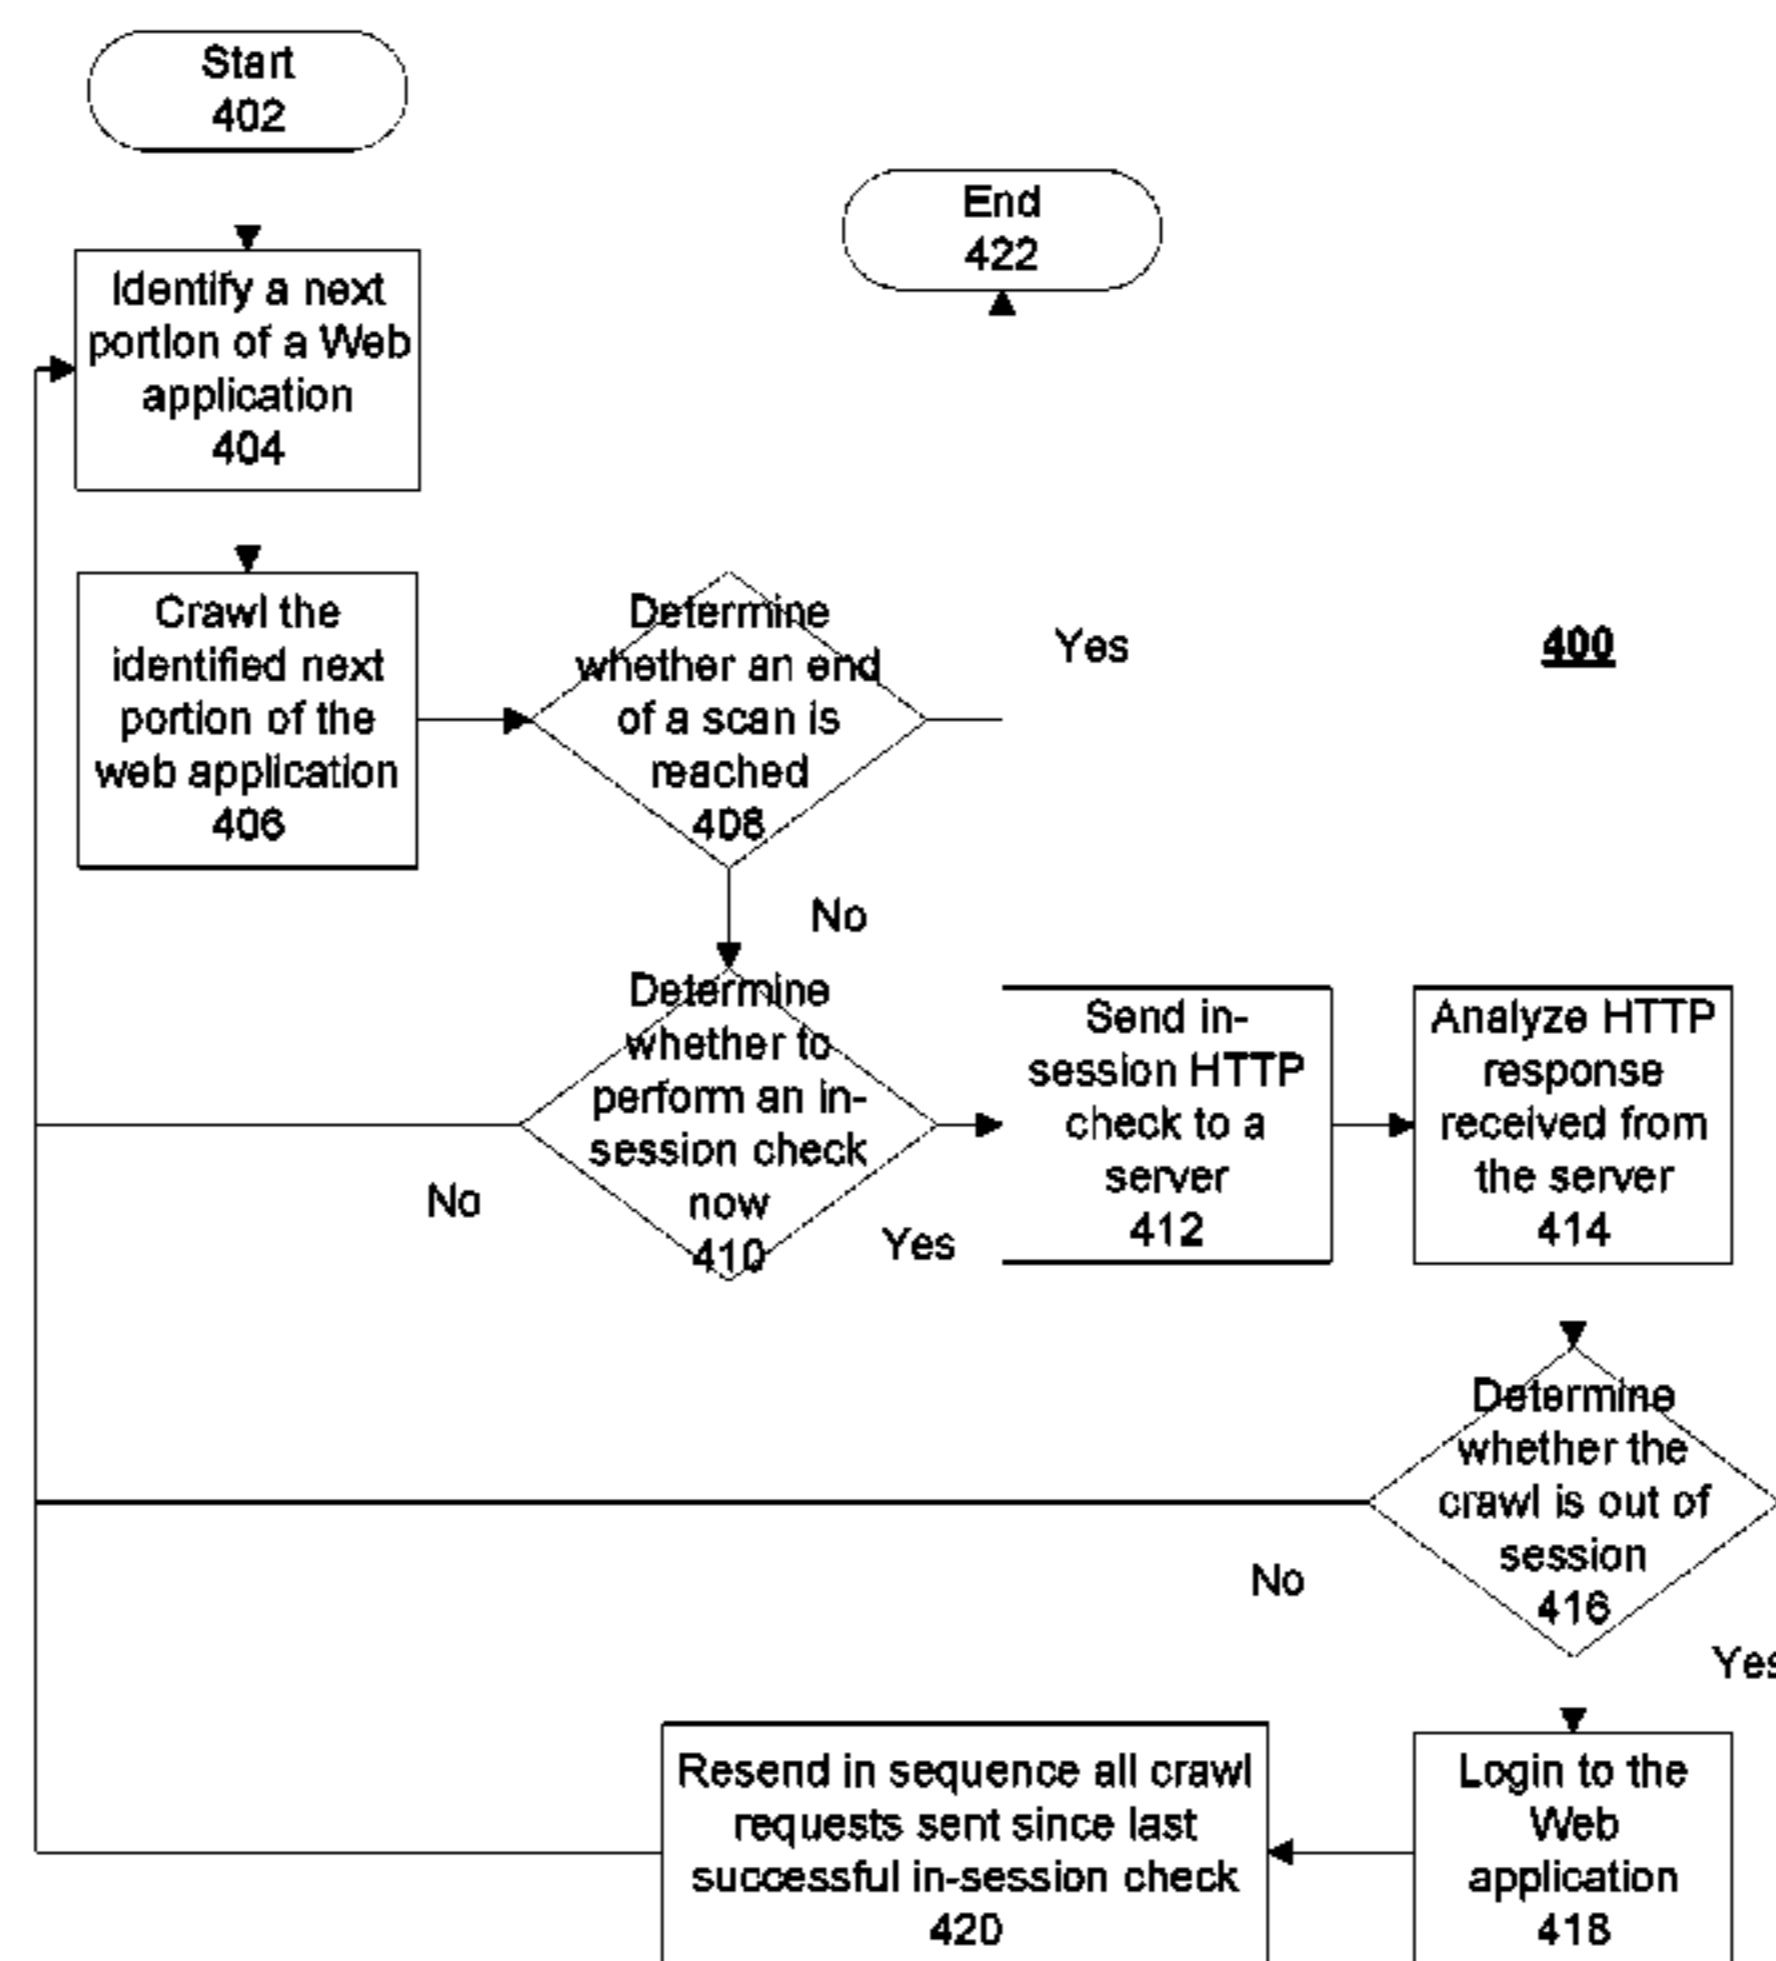 Start
402
End
422
Identify a next
portion of a Web
application
404
Crawl the
identified next
portion of the
web application
406
Determine
whether an end
of a scan is
reached
408
Yes
400
No
Determine
whether to
perform an in-
session check
now
410
No
Yes
Send in-
session HTTP
check to a
server
412
Analyze HTTP
response
received from
the server
414
Determine
whether the
crawl is out of
session
416
No
Yes
Resend in sequence all crawl
requests sent since last
successful in-session check
420
Login to the
Web
application
418